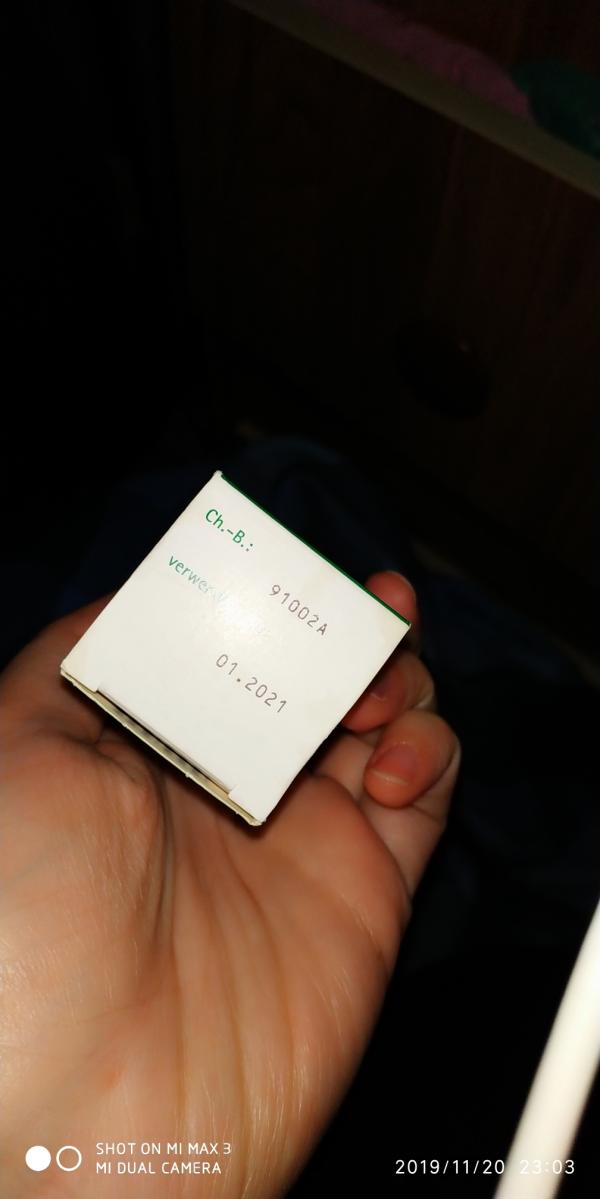 Ch.-B.:
91002A
01.2021
SHOT ON MI MAX 3
MI DUAL CAMERA
2019/11/20 23:03